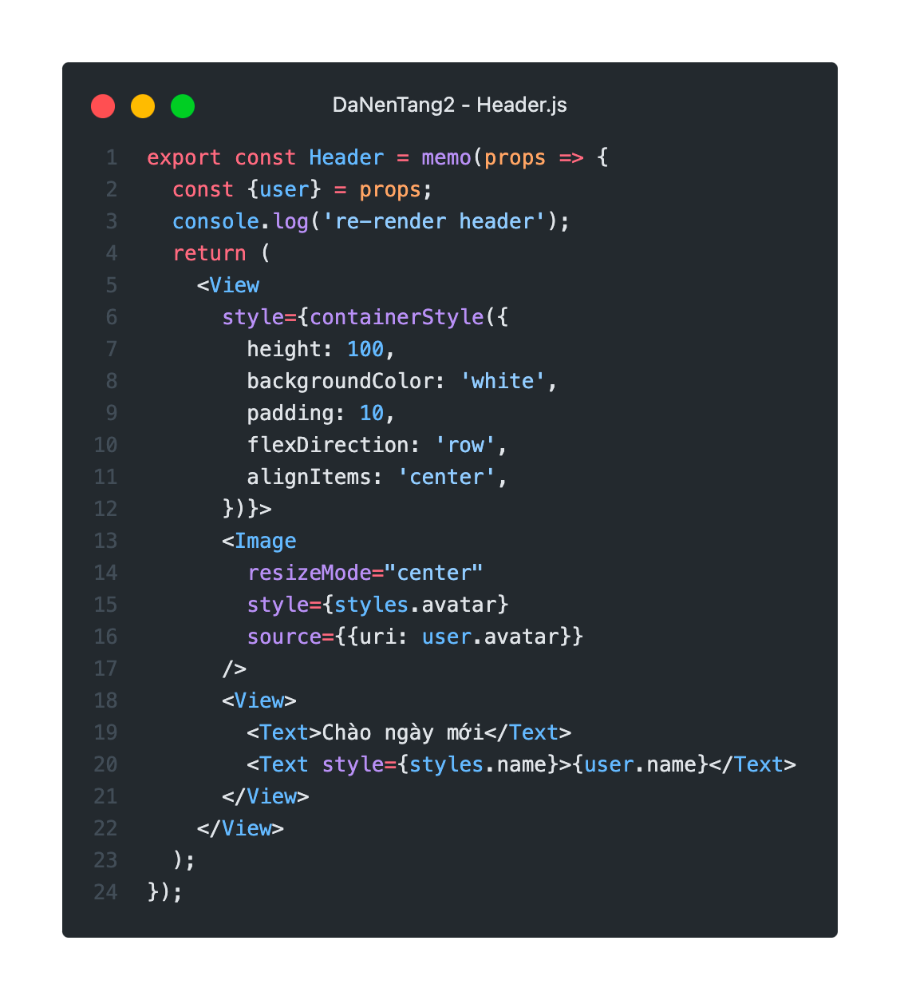 DaNenTang2 - Header.js
1 export const Header = memo(props => {
2   const {user} = props;
3   console.log('re-render header');
4   return (
5     <View
6       style={containerStyle({
7         height: 100,
8         backgroundColor: 'white',
9         padding: 10,
10         flexDirection: 'row',
11         alignItems: 'center',
12       })}>
13       <Image
14         resizeMode="center"
15         style={styles.avatar}
16         source={{uri: user.avatar}}
17       />
18       <View>
19         <Text>Chào ngày mới</Text>
20         <Text style={styles.name}>{user.name}</Text>
21       </View>
22     </View>
23   );
24 });